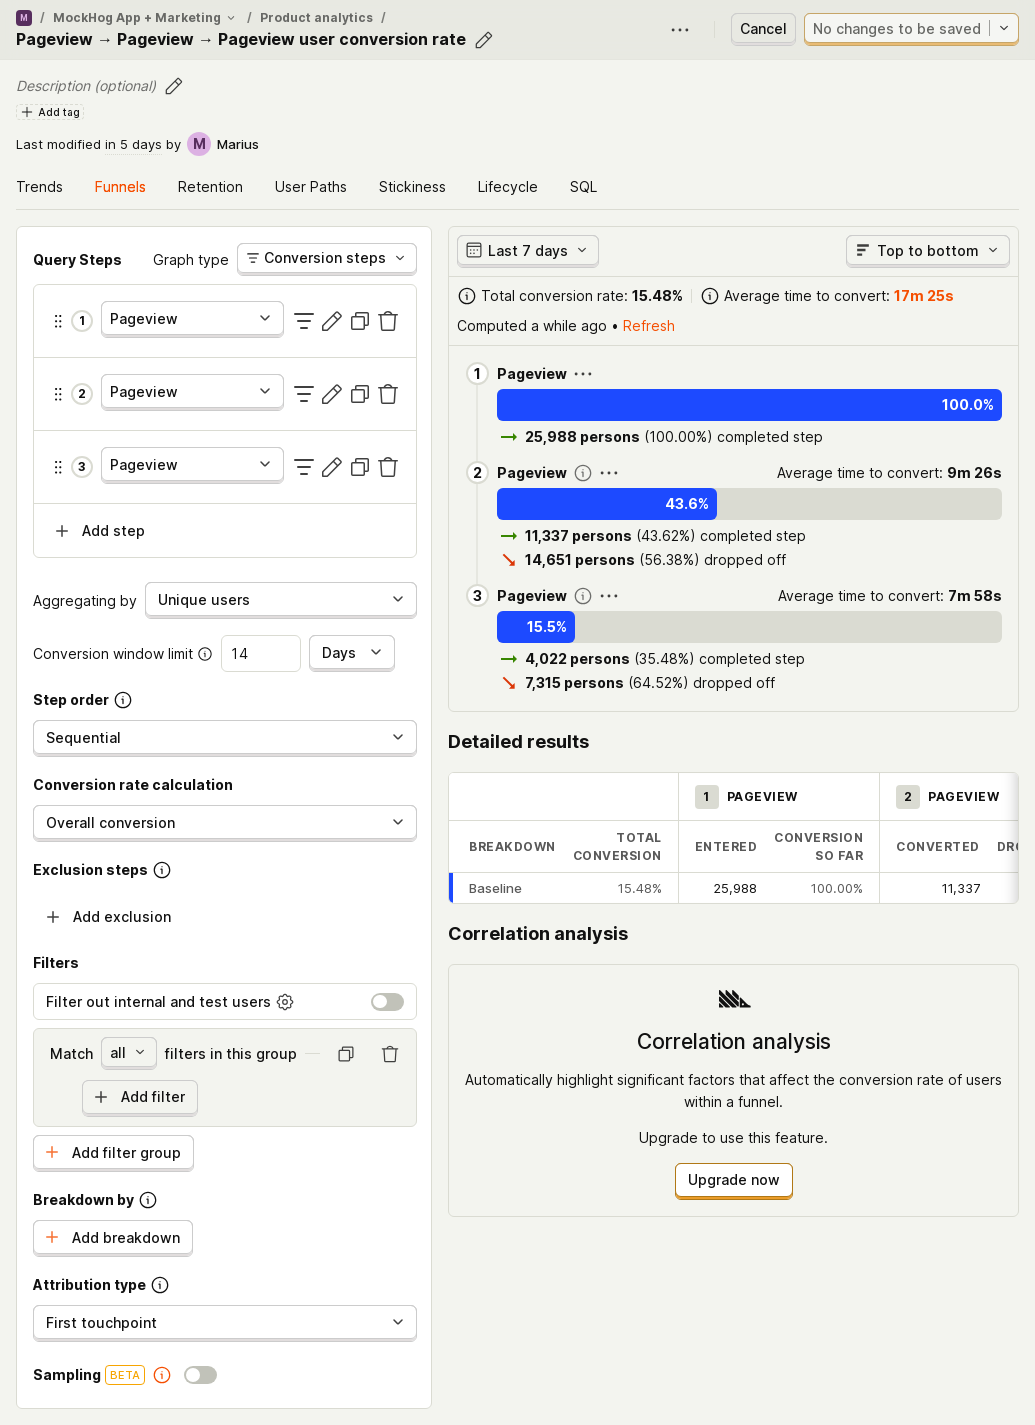 M / MockHog App + Marketing / Product analytics /
Pageview → Pageview → Pageview user conversion rate
Cancel
No changes to be saved
Description (optional)
Add tag
Last modified in 5 days by M Marius
Trends Funnels Retention User Paths Stickiness Lifecycle SQL
Query Steps Graph type Conversion steps
1 Pageview
2 Pageview
3 Pageview
Add step
Aggregating by Unique users
Conversion window limit 14 Days
Step order
Sequential
Conversion rate calculation
Overall conversion
Exclusion steps
Add exclusion
Filters
Filter out internal and test users
Match all filters in this group
Add filter
Add filter group
Breakdown by
Add breakdown
Attribution type
First touchpoint
Sampling BETA
Last 7 days Top to bottom
Total conversion rate: 15.48% Average time to convert: 17m 25s
Computed a while ago • Refresh
1 Pageview
100.0%
→ 25,988 persons (100.00%) completed step
2 Pageview Average time to convert: 9m 26s
43.6%
→ 11,337 persons (43.62%) completed step
↘ 14,651 persons (56.38%) dropped off
3 Pageview Average time to convert: 7m 58s
15.5%
→ 4,022 persons (35.48%) completed step
↘ 7,315 persons (64.52%) dropped off
Detailed results
1 PAGEVIEW 2 PAGEVIEW
BREAKDOWN TOTAL CONVERSION ENTERED CONVERSION SO FAR CONVERTED
Baseline 15.48% 25,988 100.00% 11,337
Correlation analysis
Correlation analysis
Automatically highlight significant factors that affect the conversion rate of users
within a funnel.
Upgrade to use this feature.
Upgrade now